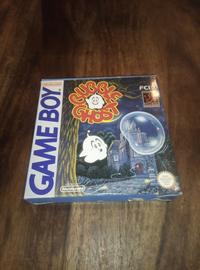 GAME BOY
BUBBLE
GHOST
FCI
Nintendo